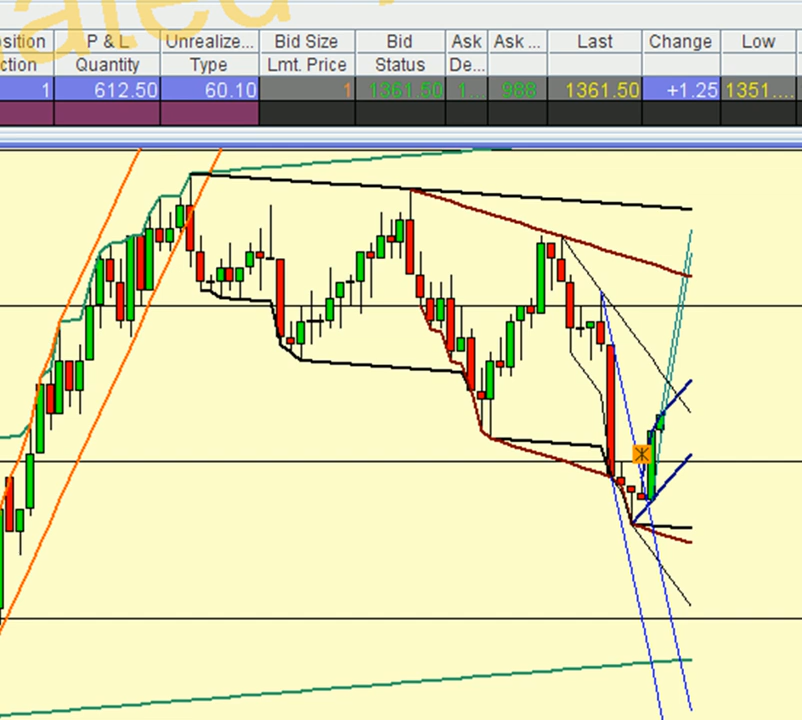 ated
sition P & L Unrealize... Bid Size Bid Ask Ask ... Last Change Low
ction Quantity Type Lmt. Price Status De...
1 612.50 60.10 1 1361.50 1... 988 1361.50 +1.25 1351....